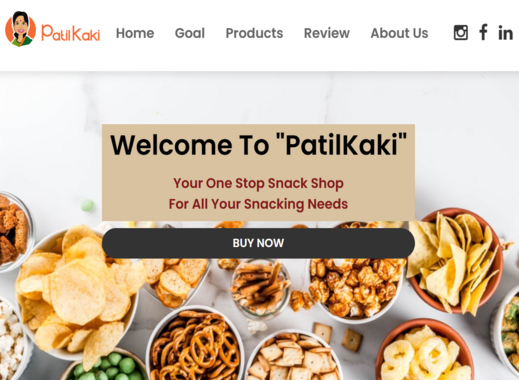 PatilKaki
Home Goal Products Review About Us
Welcome To "PatilKaki"
Your One Stop Snack Shop
For All Your Snacking Needs
BUY NOW